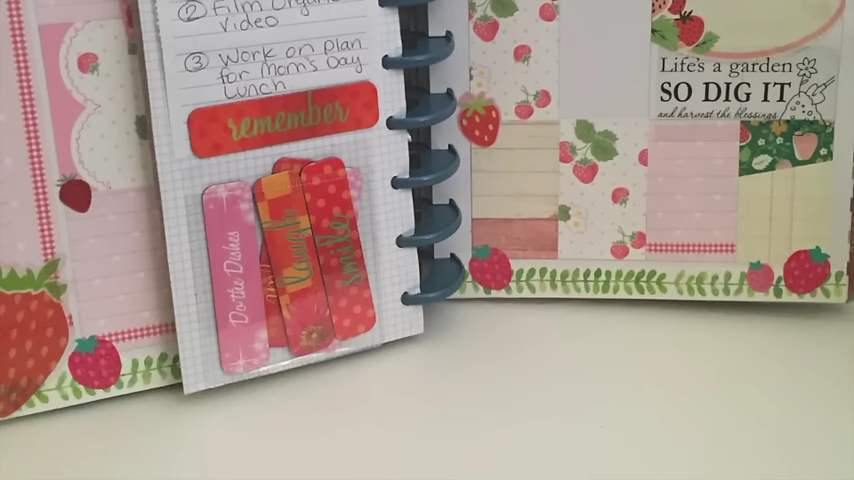 ② Film
video
③ Work on Plan
for Mom's Day
Lunch
remember
Do the Dishes
laugh
smile
Life's a garden
SO DIG IT
and harvest the blessings